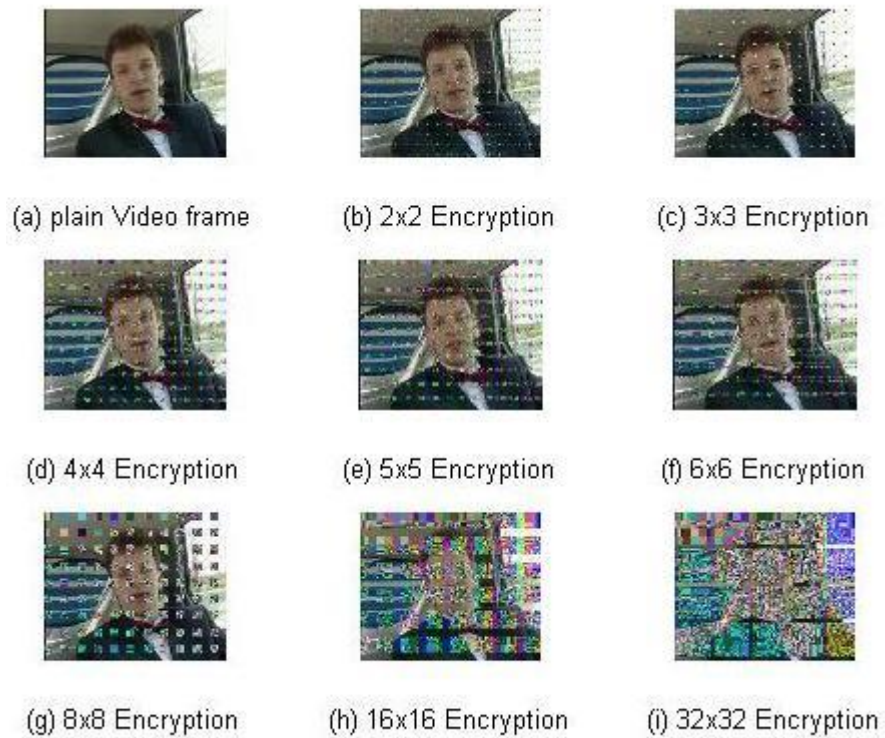 (a) plain Video frame
(b) 2x2 Encryption
(c) 3x3 Encryption
(d) 4x4 Encryption
(e) 5x5 Encryption
(f) 6x6 Encryption
(g) 8x8 Encryption
(h) 16x16 Encryption
(i) 32x32 Encryption